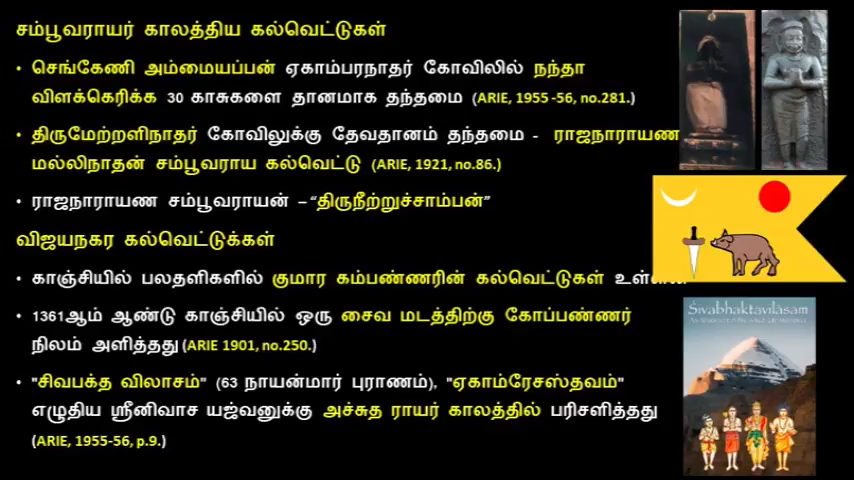 சம்பூவராயர் காலத்திய கல்வெட்டுகள்
• செங்கேணி அம்மையப்பன் ஏகாம்பரநாதர் கோவிலில் நந்தா
விளக்கெரிக்க 30 காசுகளை தானமாக தந்தமை (ARIE, 1955 -56, no.281.)
• திருமேற்றளிநாதர் கோவிலுக்கு தேவதானம் தந்தமை - ராஜநாராயண
மல்லிநாதன் சம்பூவராய கல்வெட்டு (ARIE, 1921, no.86.)
• ராஜநாராயண சம்பூவராயன் – “திருநீற்றுச்சாம்பன்”
விஜயநகர கல்வெட்டுக்கள்
• காஞ்சியில் பலதளிகளில் குமார கம்பண்ணரின் கல்வெட்டுகள்
• 1361ஆம் ஆண்டு காஞ்சியில் ஒரு சைவ மடத்திற்கு கோப்பண்ணர்
நிலம் அளித்தது (ARIE 1901, no.250.)
• "சிவபக்த விலாசம்" (63 நாயன்மார் புராணம்), "ஏகாம்ரேசஸ்தவம்"
எழுதிய ஸ்ரீனிவாச யஜ்வனுக்கு அச்சுத ராயர் காலத்தில் பரிசளித்தது
(ARIE, 1955-56, p.9.)
Śivabhaktavilāsam